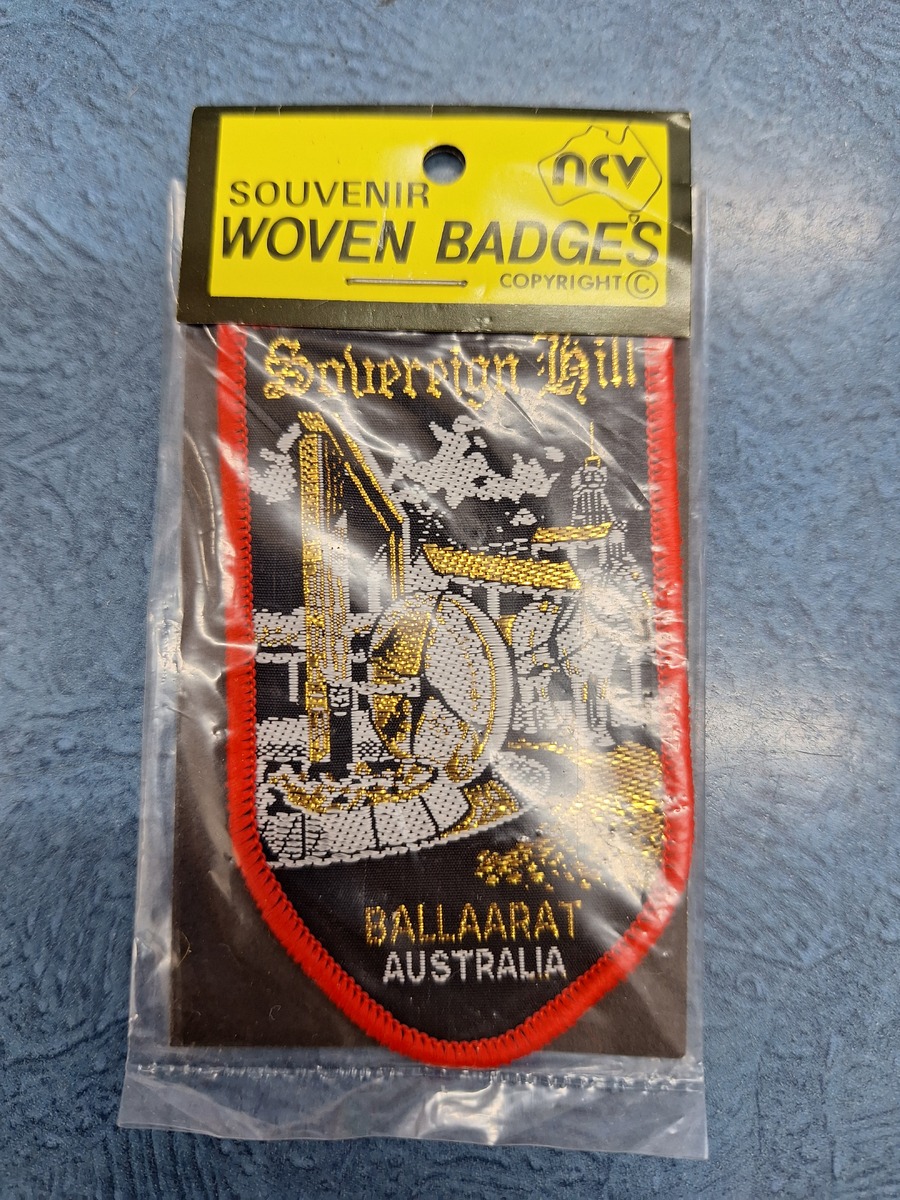 ncv
SOUVENIR
WOVEN BADGES
COPYRIGHT ©
Sovereign Hill
BALLAARAT
AUSTRALIA